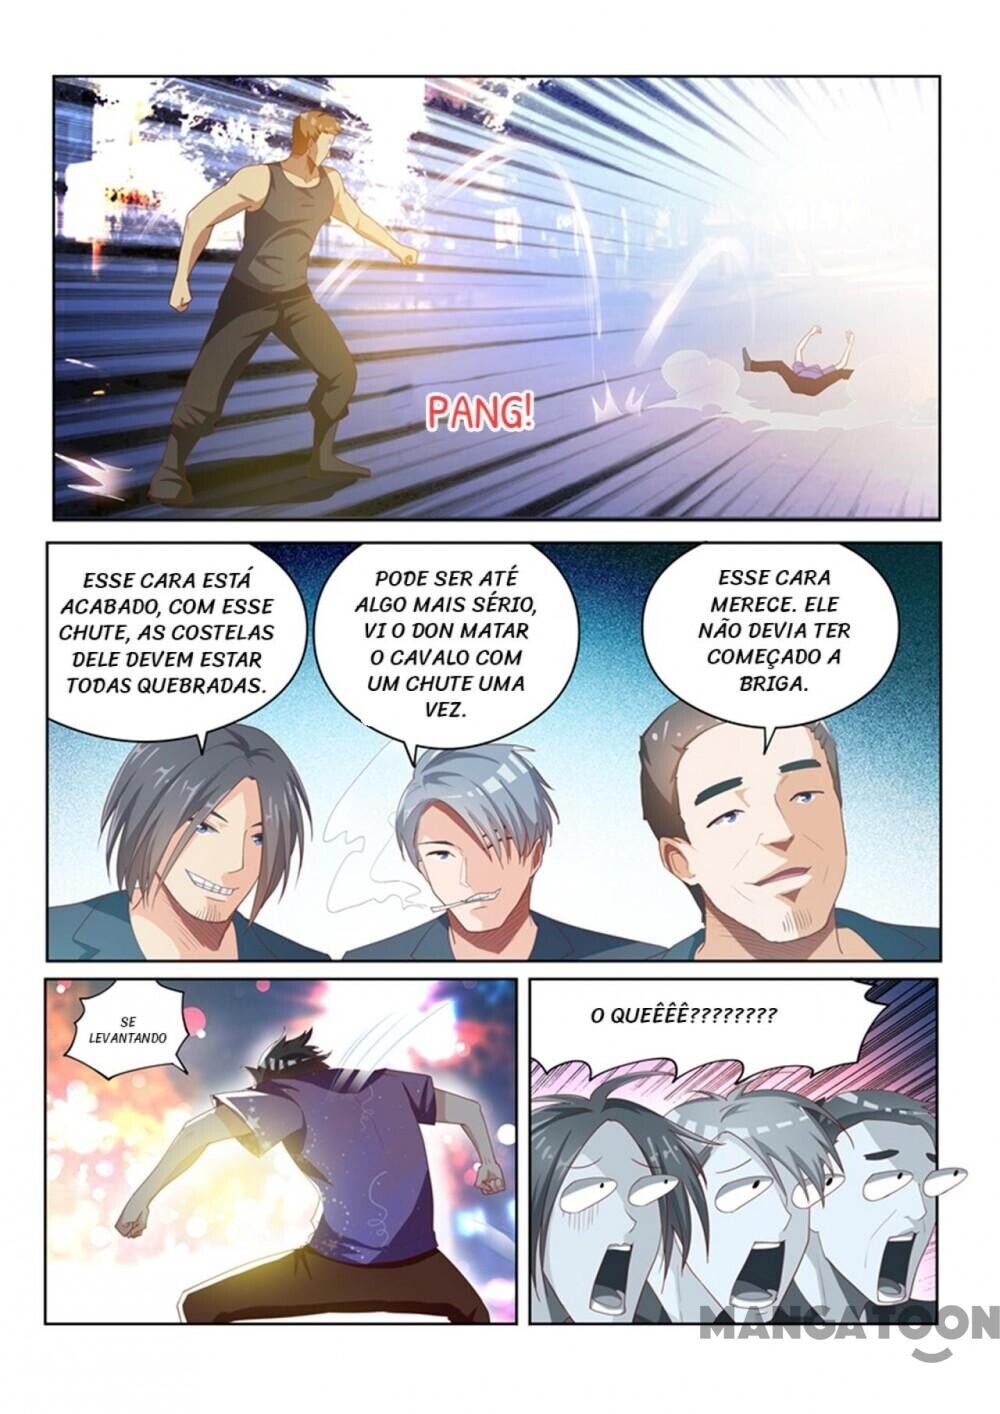 PANG!
ESSE CARA ESTÁ
ACABADO, COM ESSE
CHUTE, AS COSTELAS
DELE DEVEM ESTAR
TODAS QUEBRADAS.
PODE SER ATÉ
ALGO MAIS SÉRIO,
VI O DON MATAR
O CAVALO COM
UM CHUTE UMA
VEZ.
ESSE CARA
MERECE. ELE
NÃO DEVIA TER
COMEÇADO A
BRIGA.
SE
LEVANTANDO
O QUEÊÊÊ????????
MANGATOON